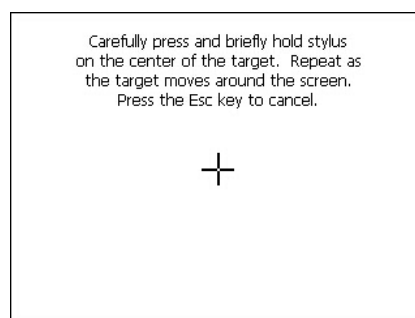 Carefully press and briefly hold stylus
on the center of the target.  Repeat as
the target moves around the screen.
Press the Esc key to cancel.